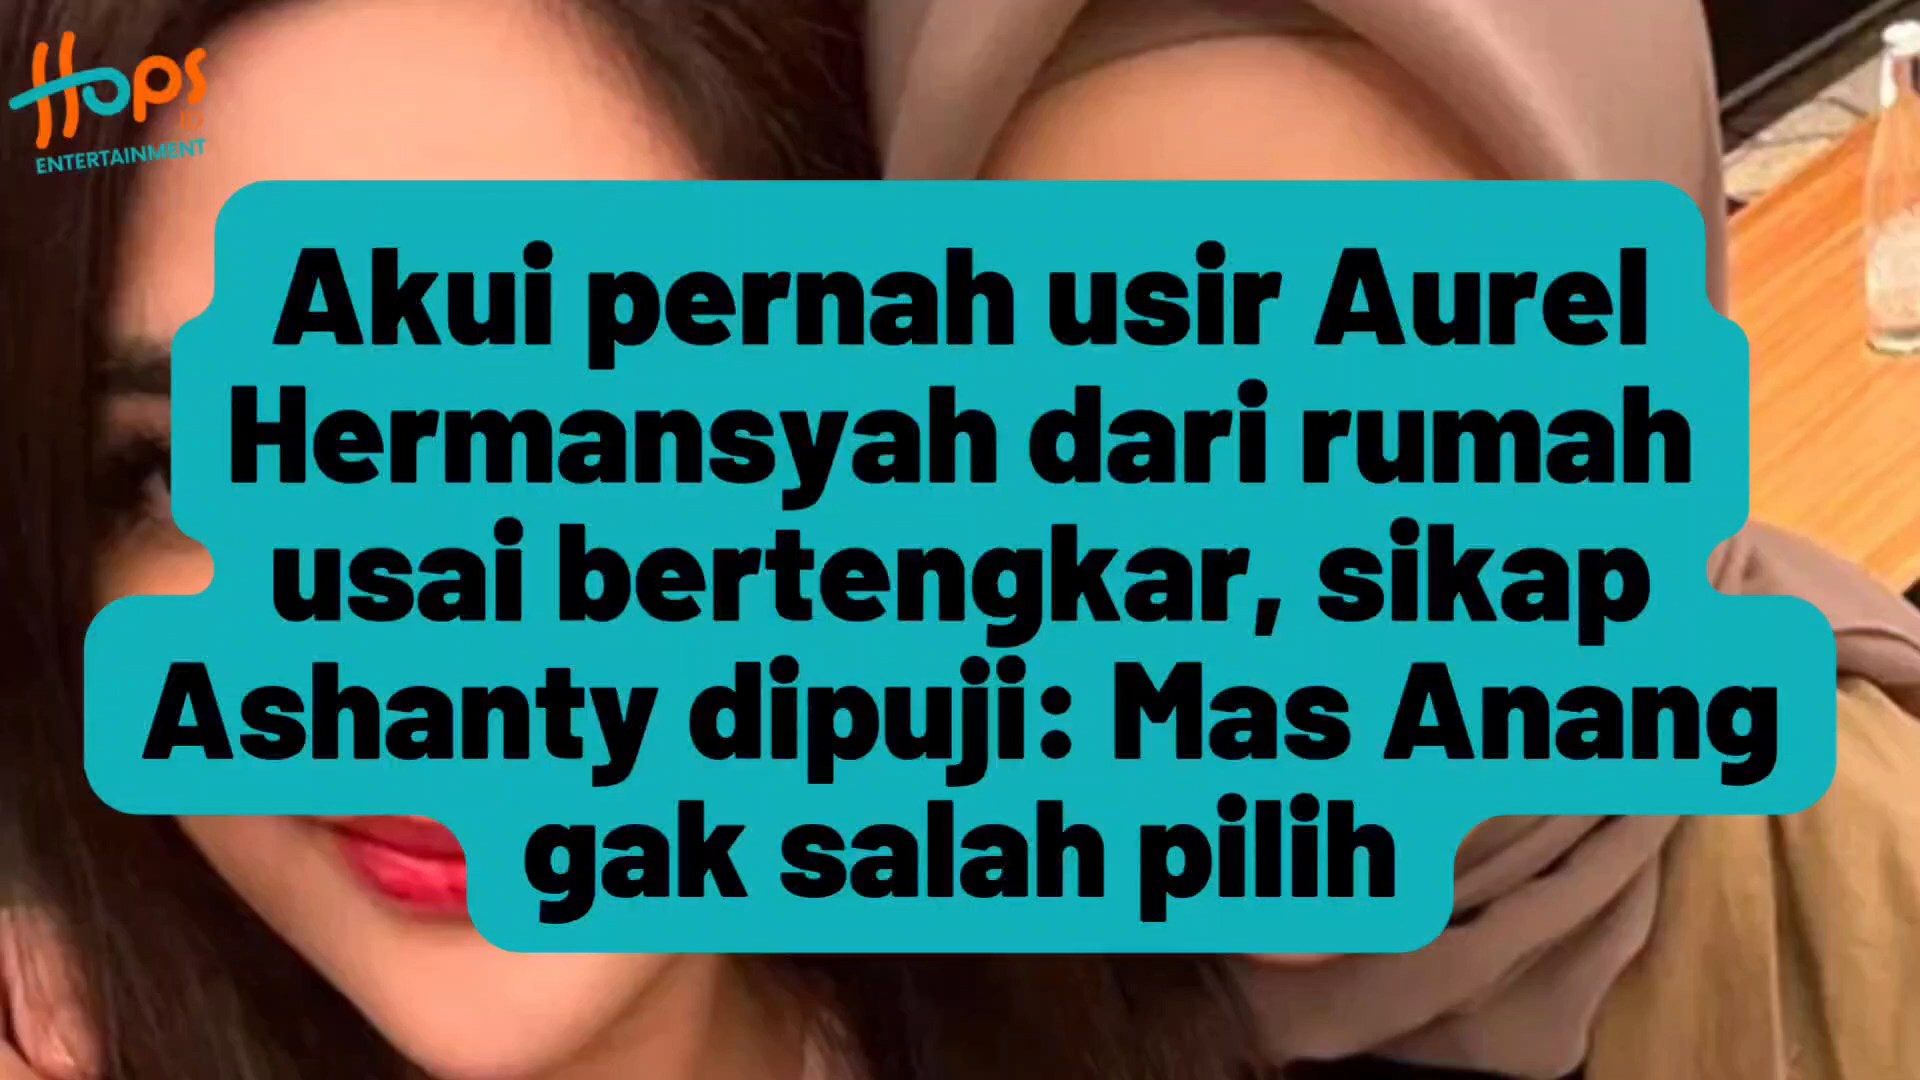 Hops
.ID
ENTERTAINMENT
Akui pernah usir Aurel
Hermansyah dari rumah
usai bertengkar, sikap
Ashanty dipuji: Mas Anang
gak salah pilih